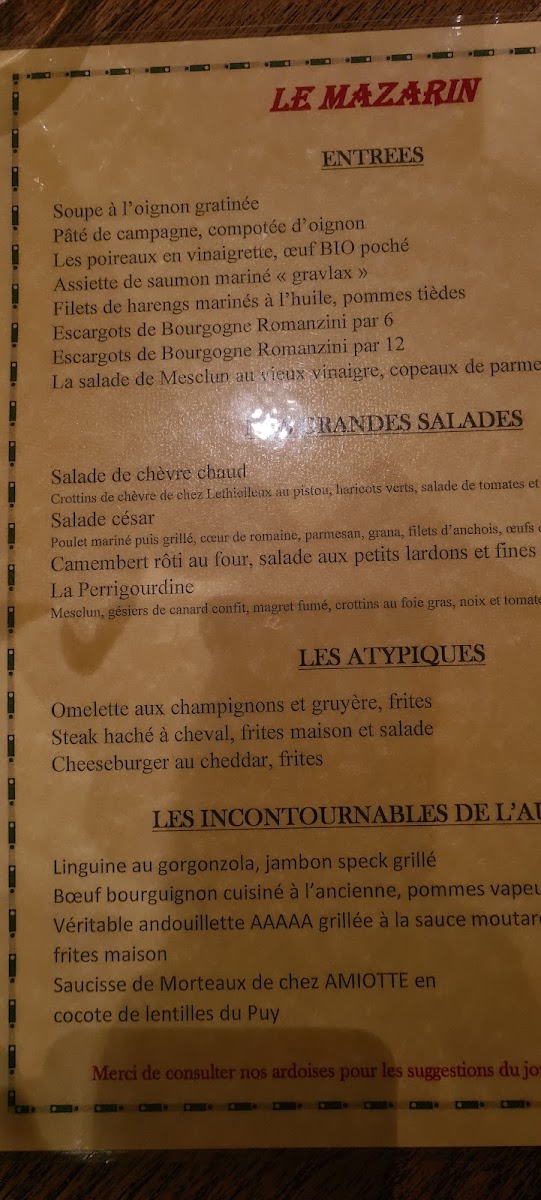 LE MAZARIN
ENTREES
Soupe à l'oignon gratinée
Pâté de campagne, compotée d'oignon
Les poireaux en vinaigrette, œuf BIO poché
Assiette de saumon mariné « gravlax »
Filets de harengs marinés à l'huile, pommes tièdes
Escargots de Bourgogne Romanzini par 6
Escargots de Bourgogne Romanzini par 12
La salade de Mesclun au vieux vinaigre, copeaux de parme
GRANDES SALADES
Salade de chèvre chaud
Crottins de chèvre de chez Lethielleux au pistou, haricots verts, salade de tomates et
Salade césar
Poulet mariné puis grillé, cœur de romaine, parmesan, grana, filets d'anchois, œufs
Camembert rôti au four, salade aux petits lardons et fines
La Perrigourdine
Mesclun, gésiers de canard confit, magret fumé, crottins au foie gras, noix et tomate
LES ATYPIQUES
Omelette aux champignons et gruyère, frites
Steak haché à cheval, frites maison et salade
Cheeseburger au cheddar, frites
LES INCONTOURNABLES DE L'AU
Linguine au gorgonzola, jambon speck grillé
Bœuf bourguignon cuisiné à l'ancienne, pommes vapeu
Véritable andouillette AAAAA grillée à la sauce moutar
frites maison
Saucisse de Morteaux de chez AMIOTTE en
cocote de lentilles du Puy
Merci de consulter nos ardoises pour les suggestions du jo